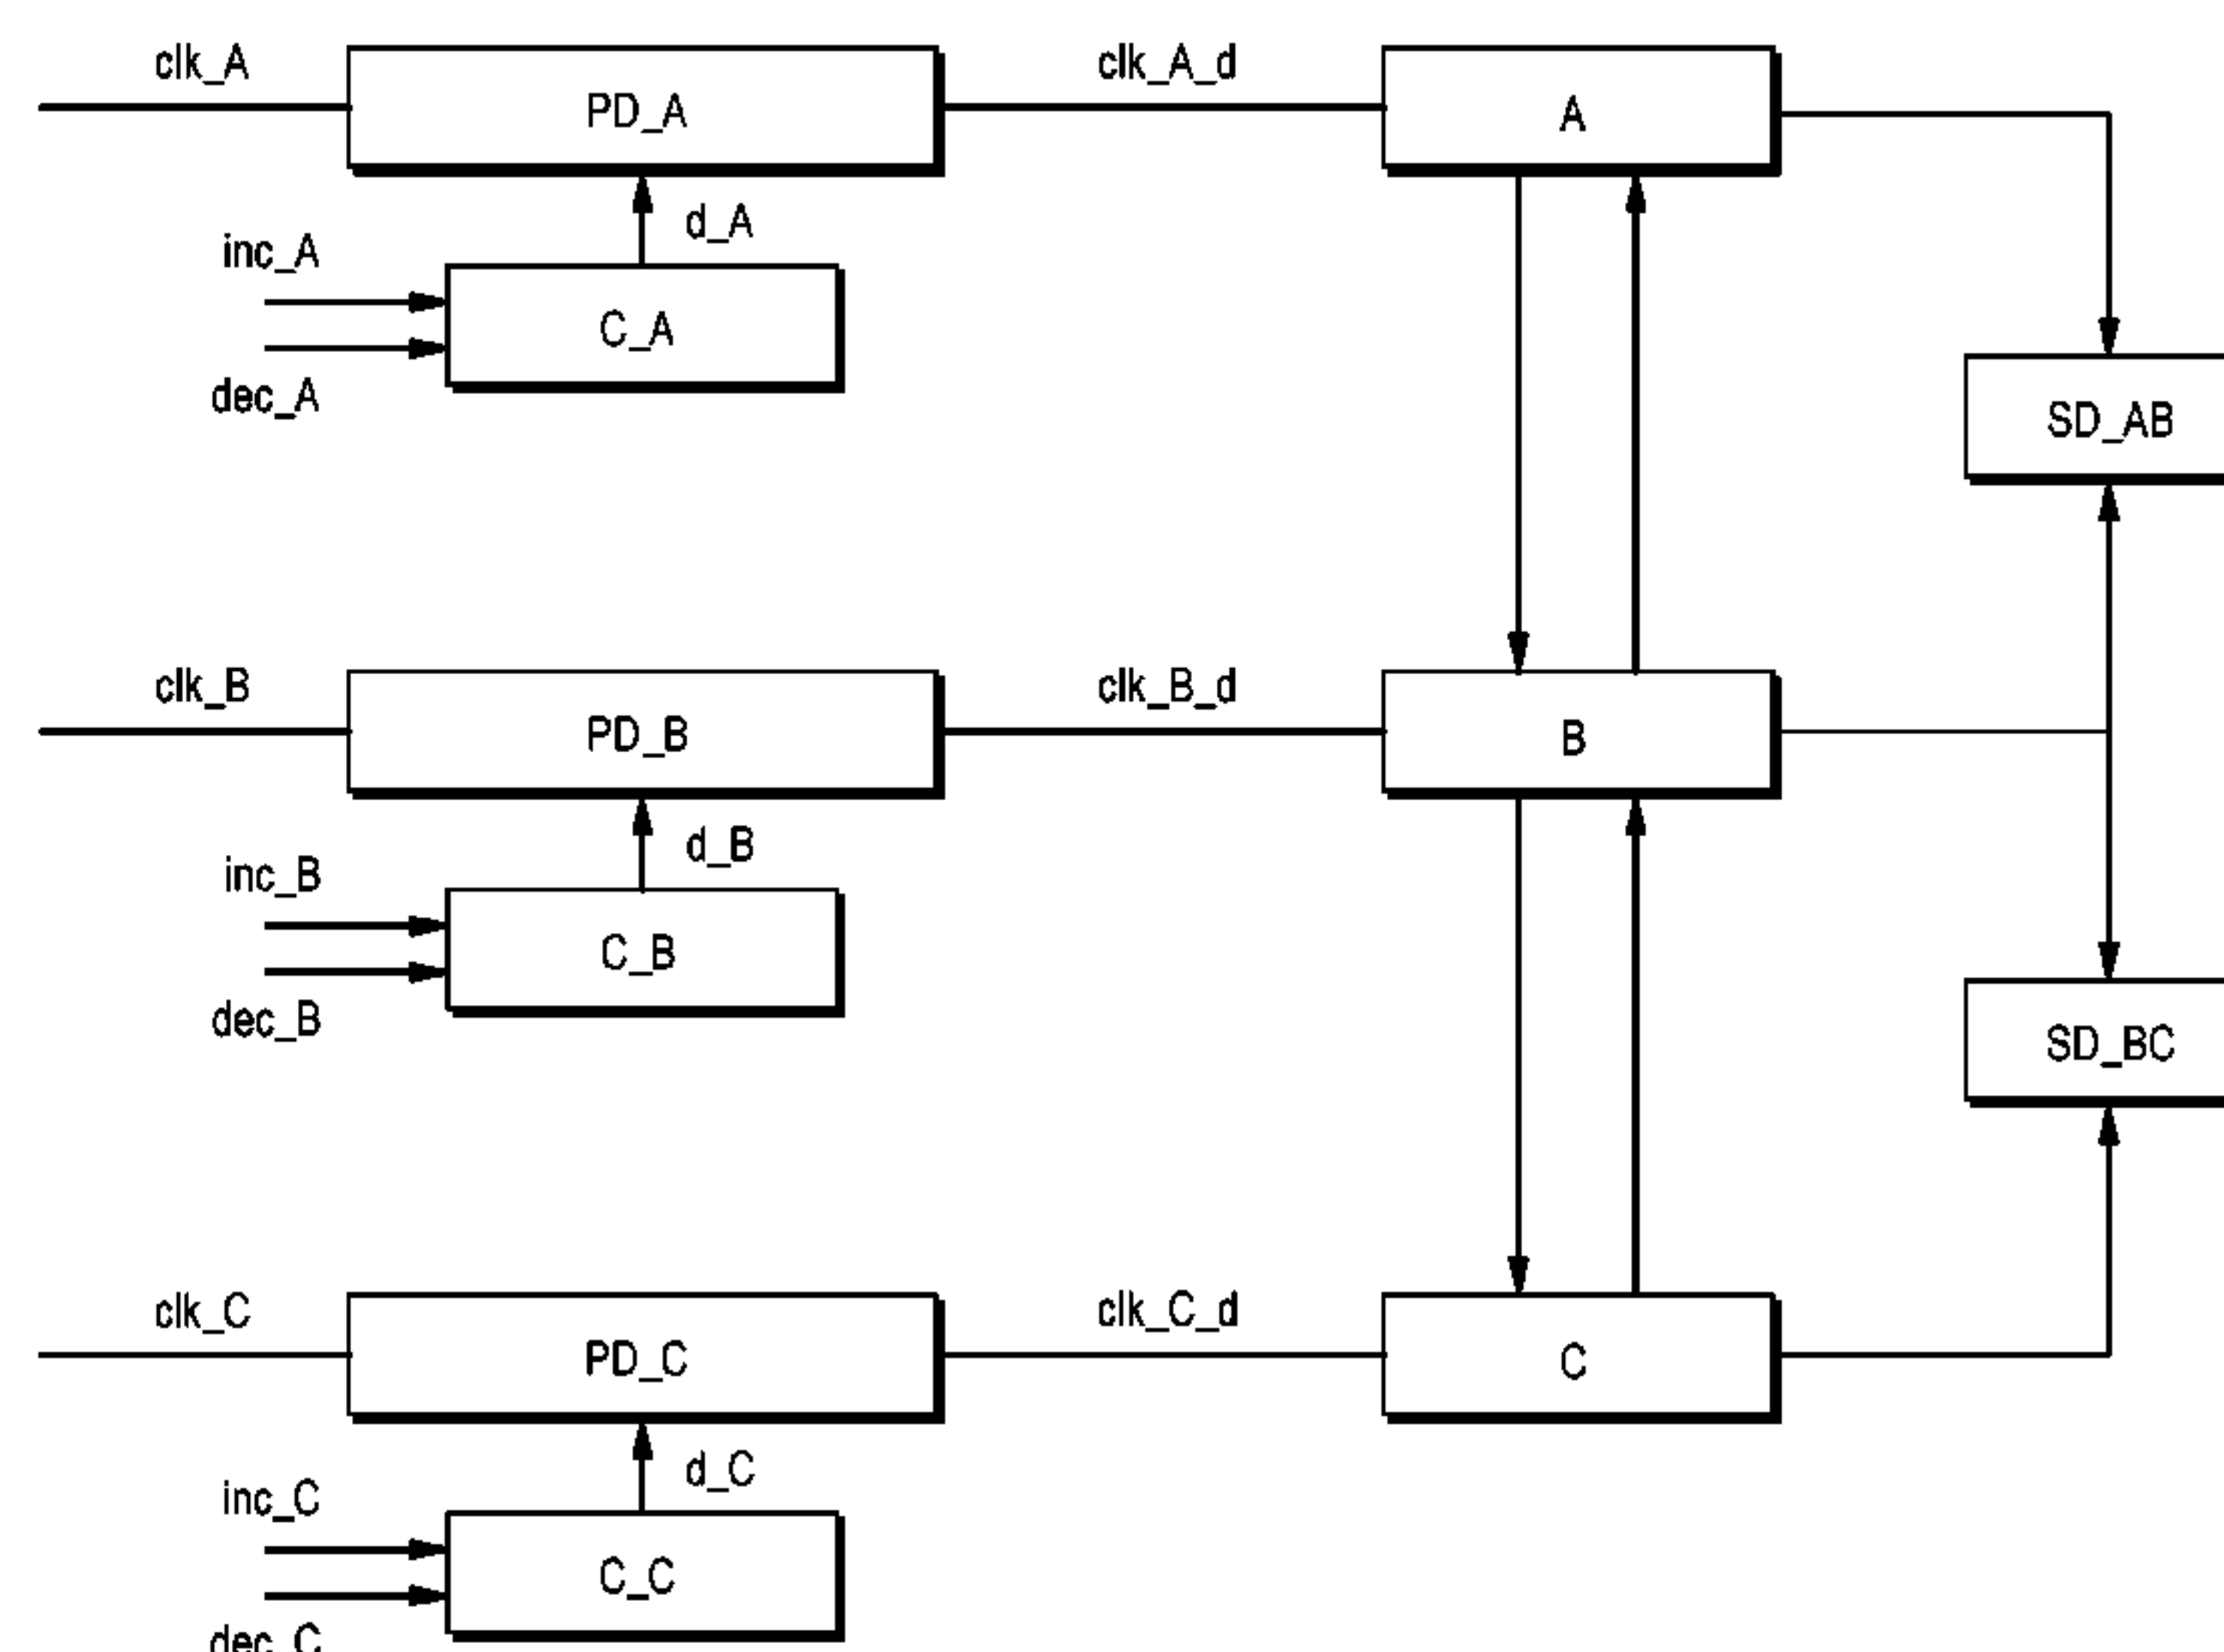 clk_A
PD_A
clk_A_d
A
d_A
inc_A
C_A
dec_A
SD_AB
clk_B
PD_B
clk_B_d
B
d_B
inc_B
C_B
dec_B
SD_BC
clk_C
PD_C
clk_C_d
C
d_C
inc_C
C_C
dec_C